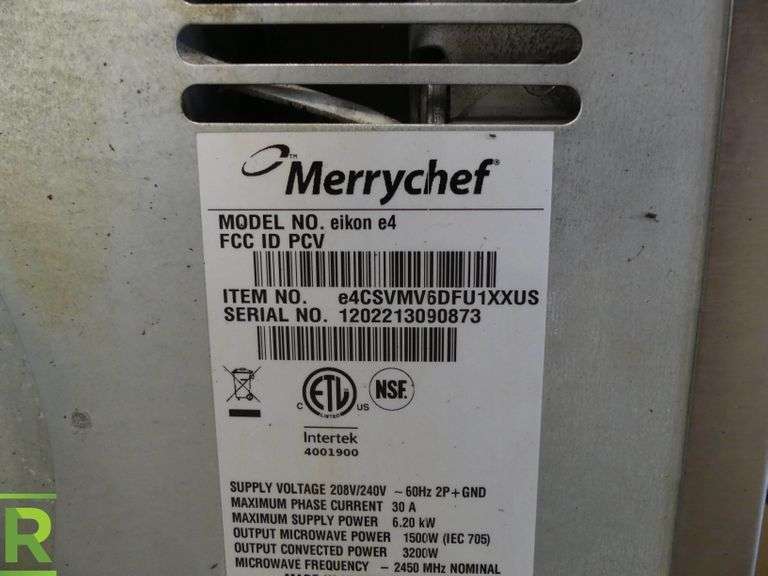 Merrychef®
MODEL NO. eikon e4
FCC ID PCV
ITEM NO. e4CSVMV6DFU1XXUS
SERIAL NO. 1202213090873
ETL
LISTED
C US
NSF.
Intertek
4001900
SUPPLY VOLTAGE 208V/240V ~ 60Hz 2P+GND
MAXIMUM PHASE CURRENT 30 A
MAXIMUM SUPPLY POWER 6.20 kW
OUTPUT MICROWAVE POWER 1500W (IEC 705)
OUTPUT CONVECTED POWER 3200W
MICROWAVE FREQUENCY ~ 2450 MHz NOMINAL
R